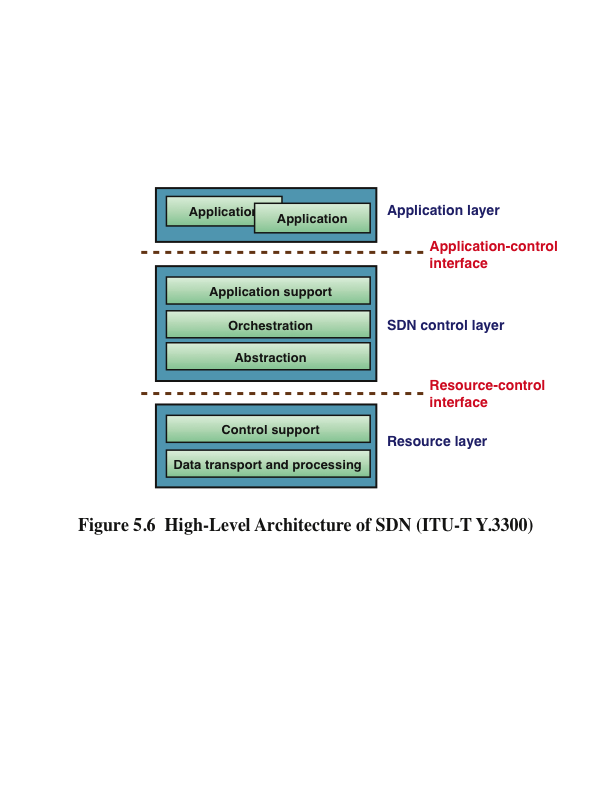 Application
Application
Application layer
Application-control
interface
Application support
Orchestration
Abstraction
SDN control layer
Resource-control
interface
Control support
Data transport and processing
Resource layer
Figure 5.6 High-Level Architecture of SDN (ITU-T Y.3300)